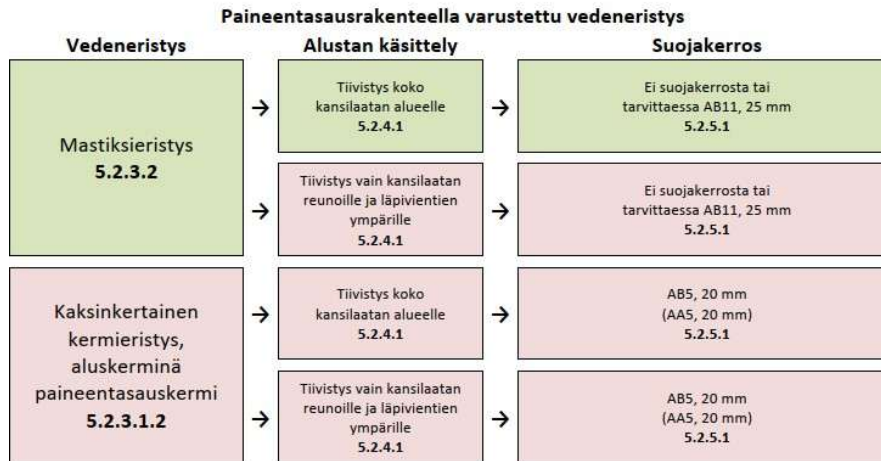 Paineentasausrakenteella varustettu vedeneristys
Vedeneristys
Alustan käsittely
Suojakerros
Mastiksieristys
5.2.3.2
→
Tiivistys koko
kansilaatan alueelle
5.2.4.1
→
Ei suojakerrosta tai
tarvittaessa AB11, 25 mm
5.2.5.1
→
Tiivistys vain kansilaatan
reunoille ja läpivientien
ympärille
5.2.4.1
→
Ei suojakerrosta tai
tarvittaessa AB11, 25 mm
5.2.5.1
Kaksinkertainen
kermieristys,
aluskerminä
paineentasauskermi
5.2.3.1.2
→
Tiivistys koko
kansilaatan alueelle
5.2.4.1
→
AB5, 20 mm
(AA5, 20 mm)
5.2.5.1
→
Tiivistys vain kansilaatan
reunoille ja läpivientien
ympärille
5.2.4.1
→
AB5, 20 mm
(AA5, 20 mm)
5.2.5.1